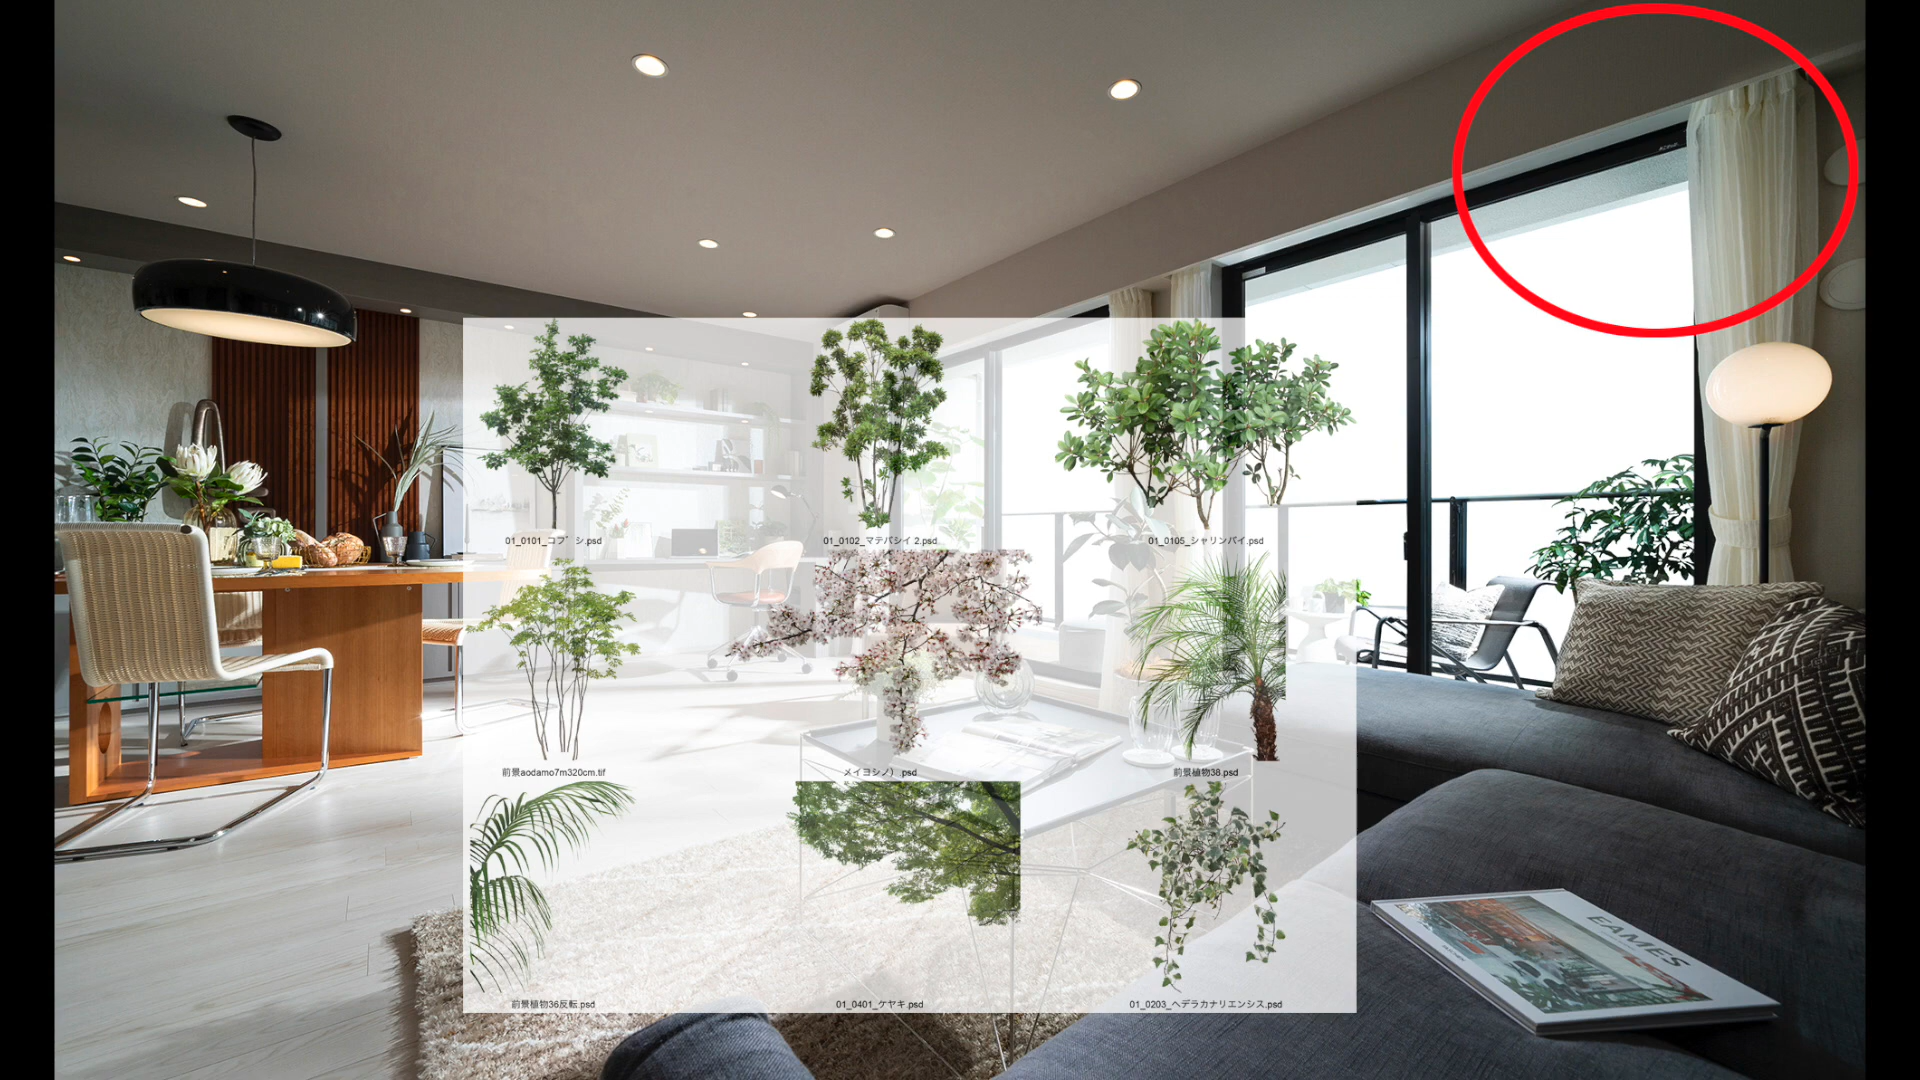 01_0101_コブシ.psd
01_0102_マテバシイ 2.psd
01_0105_シャリンバイ.psd
前景aodamo7m320cm.tif
メイヨシノ）.psd
前景植物38.psd
前景植物36反転.psd
01_0401_ケヤキ.psd
01_0203_ヘデラカナリエンシス.psd
EAMES